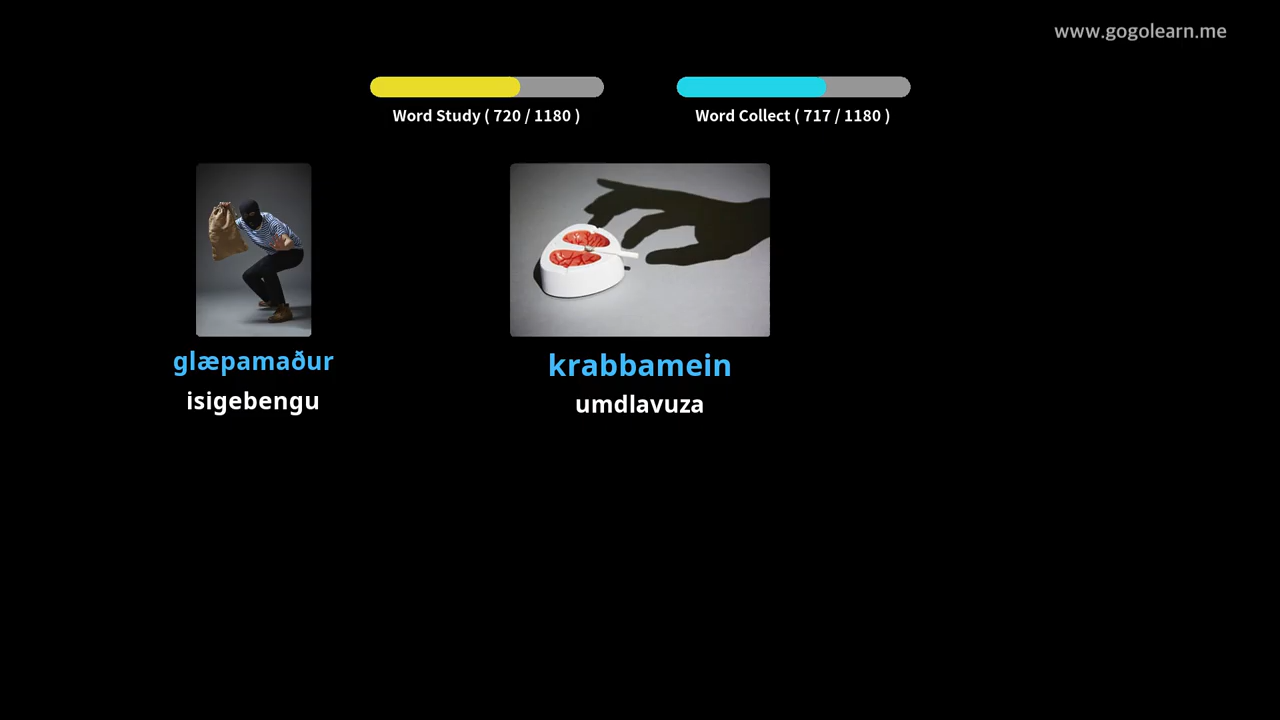 www.gogolearn.me
Word Study ( 720 / 1180 )
Word Collect ( 717 / 1180 )
glæpamaður
isigebengu
krabbamein
umdlavuza